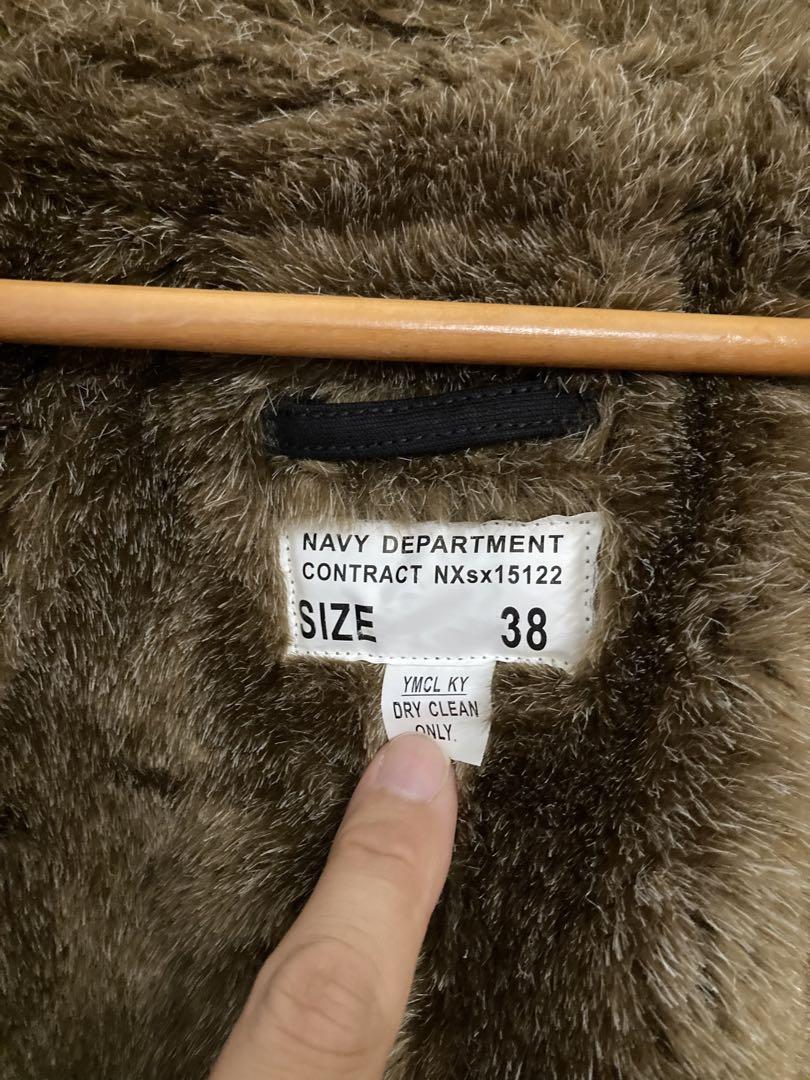 NAVY DEPARTMENT
CONTRACT NXsx15122
SIZE 38
YMCL KY
DRY CLEAN
ONLY.